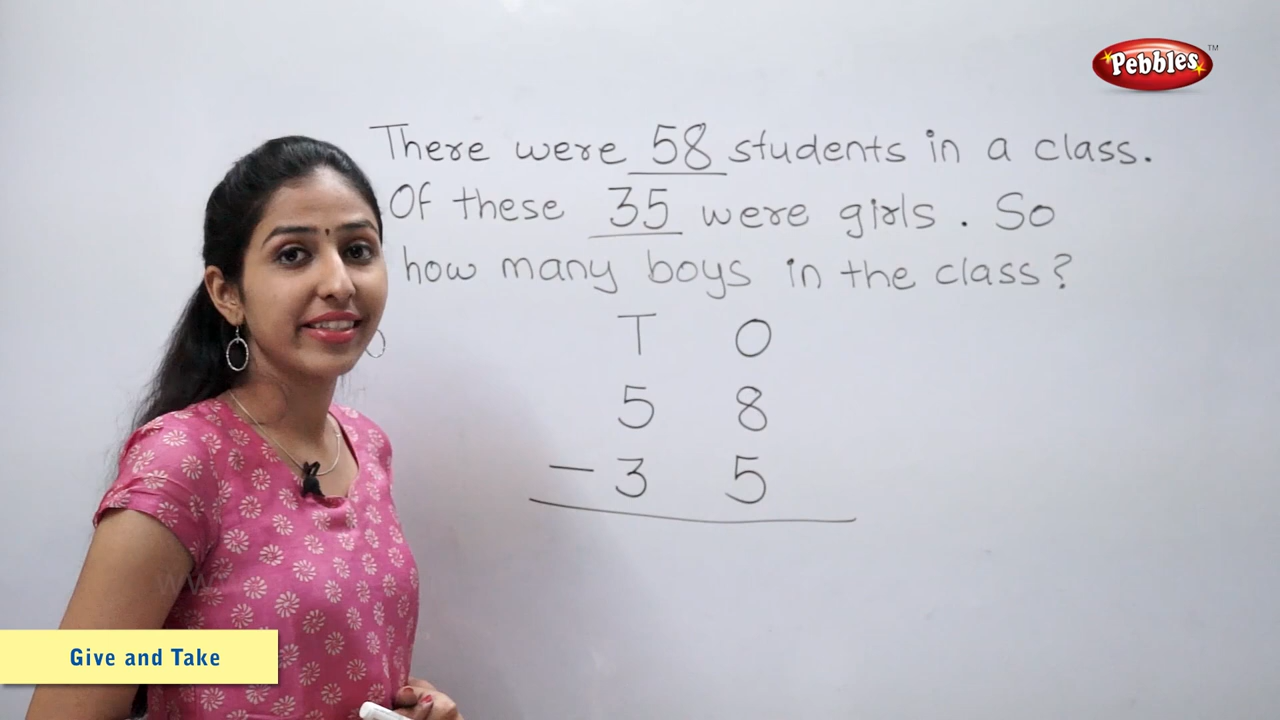 Pebbles™
There were 58 students in a class.
Of these 35 were girls. So
how many boys in the class?
T O
5 8
- 3 5
Give and Take